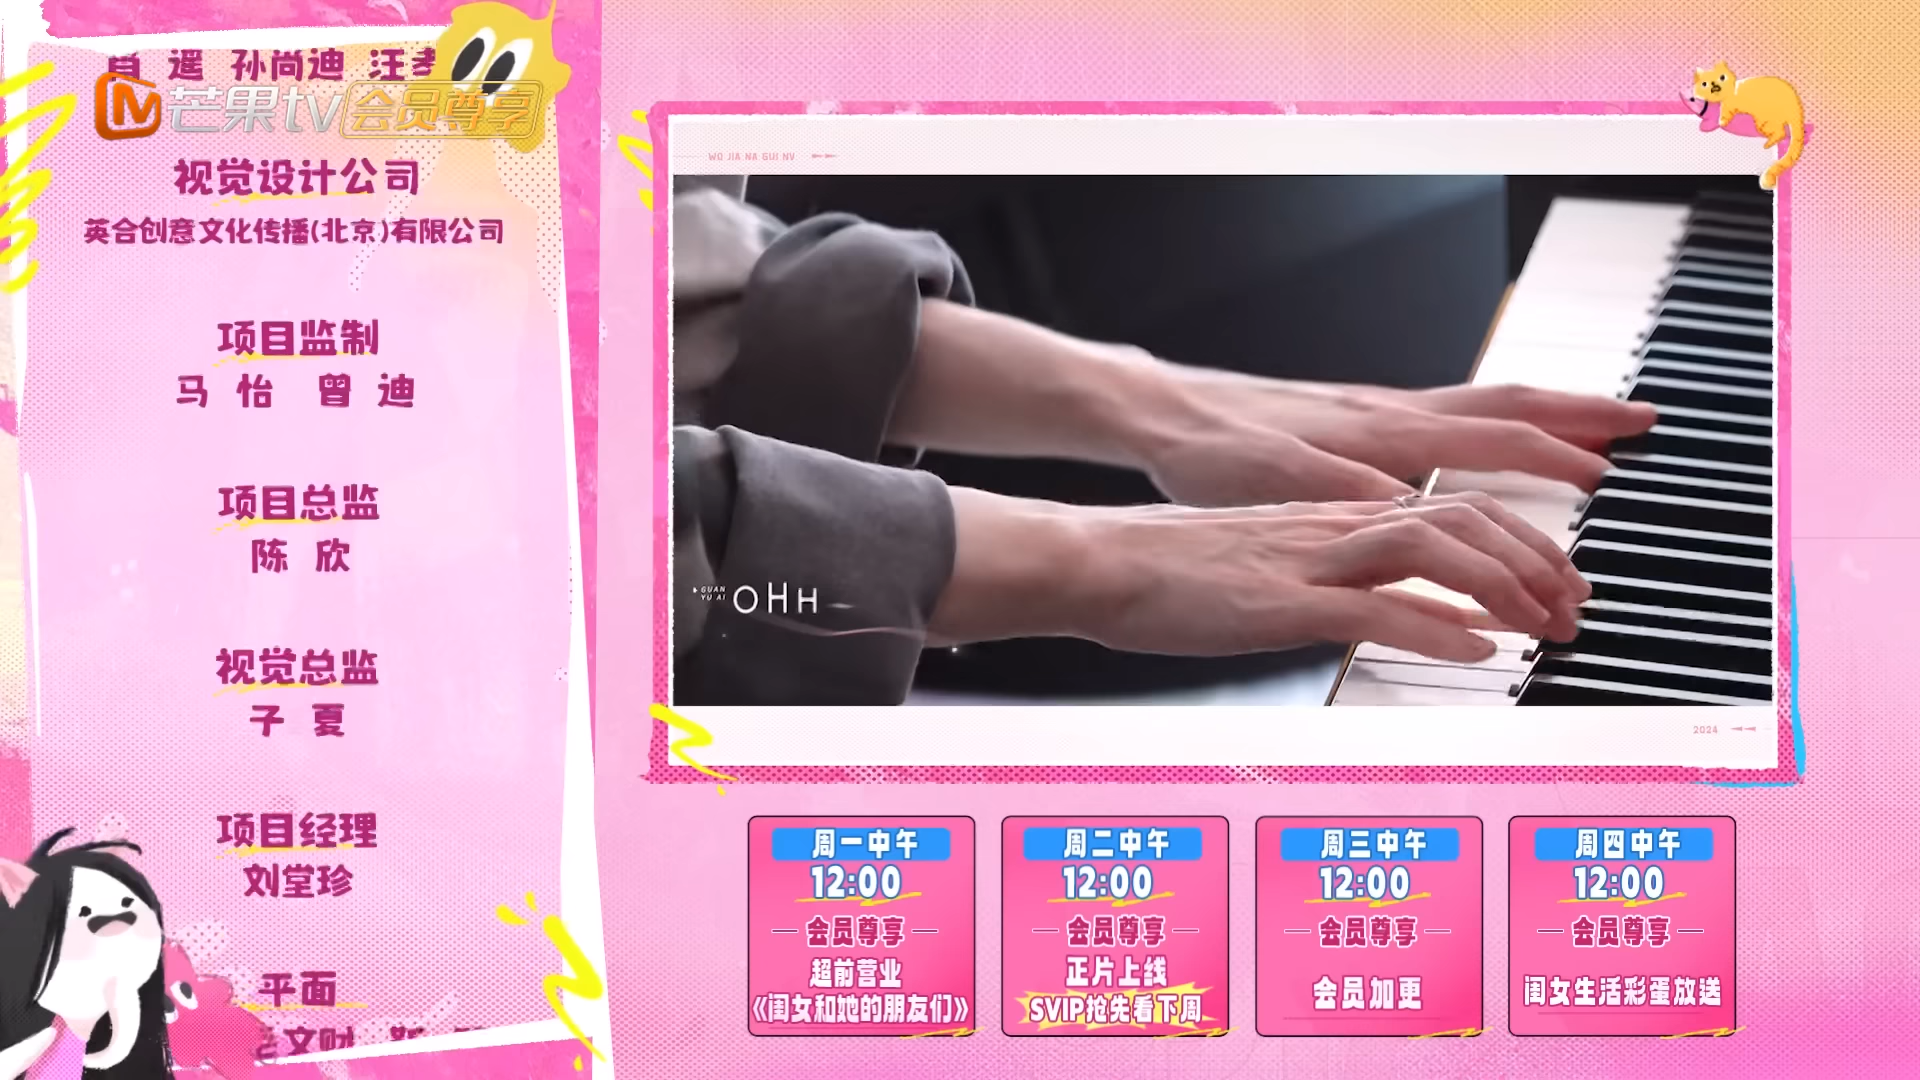 遥 孙尚迪 汪
芒果tv 会员尊享
视觉设计公司
英合创意文化传播(北京)有限公司
项目监制
马 怡 曾 迪
项目总监
陈 欣
视觉总监
子 夏
项目经理
刘堂珍
平面
文财
WO JIA NA GUI NV
GUAN
YU AI
OHH
2024
周一中午
12:00
会员尊享
超前营业
《闺女和她的朋友们》
周二中午
12:00
会员尊享
正片上线
SVIP抢先看下周
周三中午
12:00
会员尊享
会员加更
周四中午
12:00
会员尊享
闺女生活彩蛋放送